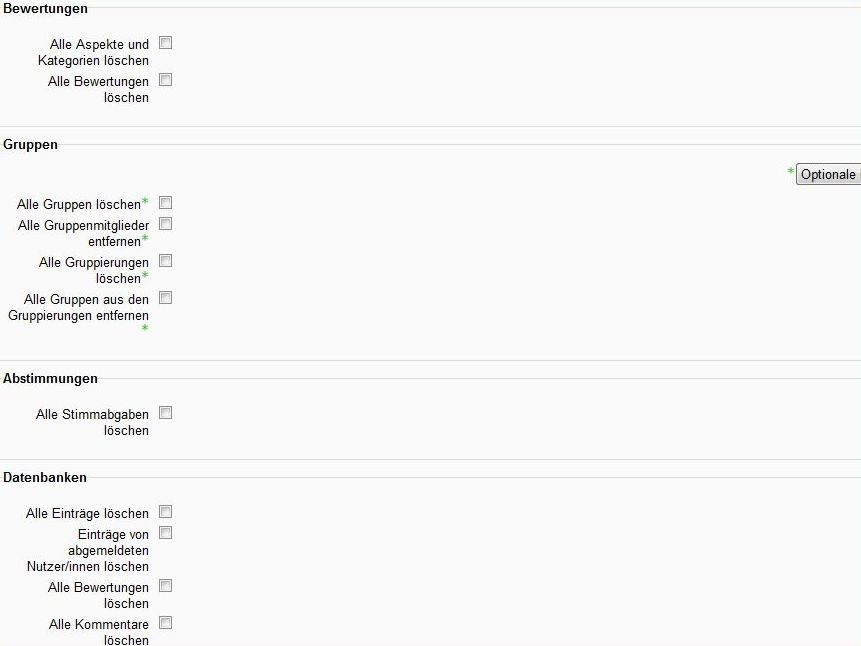 Bewertungen
Alle Aspekte und
Kategorien löschen
Alle Bewertungen
löschen
Gruppen
* Optionale
Alle Gruppen löschen*
Alle Gruppenmitglieder
entfernen*
Alle Gruppierungen
löschen*
Alle Gruppen aus den
Gruppierungen entfernen
*
Abstimmungen
Alle Stimmabgaben
löschen
Datenbanken
Alle Einträge löschen
Einträge von
abgemeldeten
Nutzer/innen löschen
Alle Bewertungen
löschen
Alle Kommentare
löschen